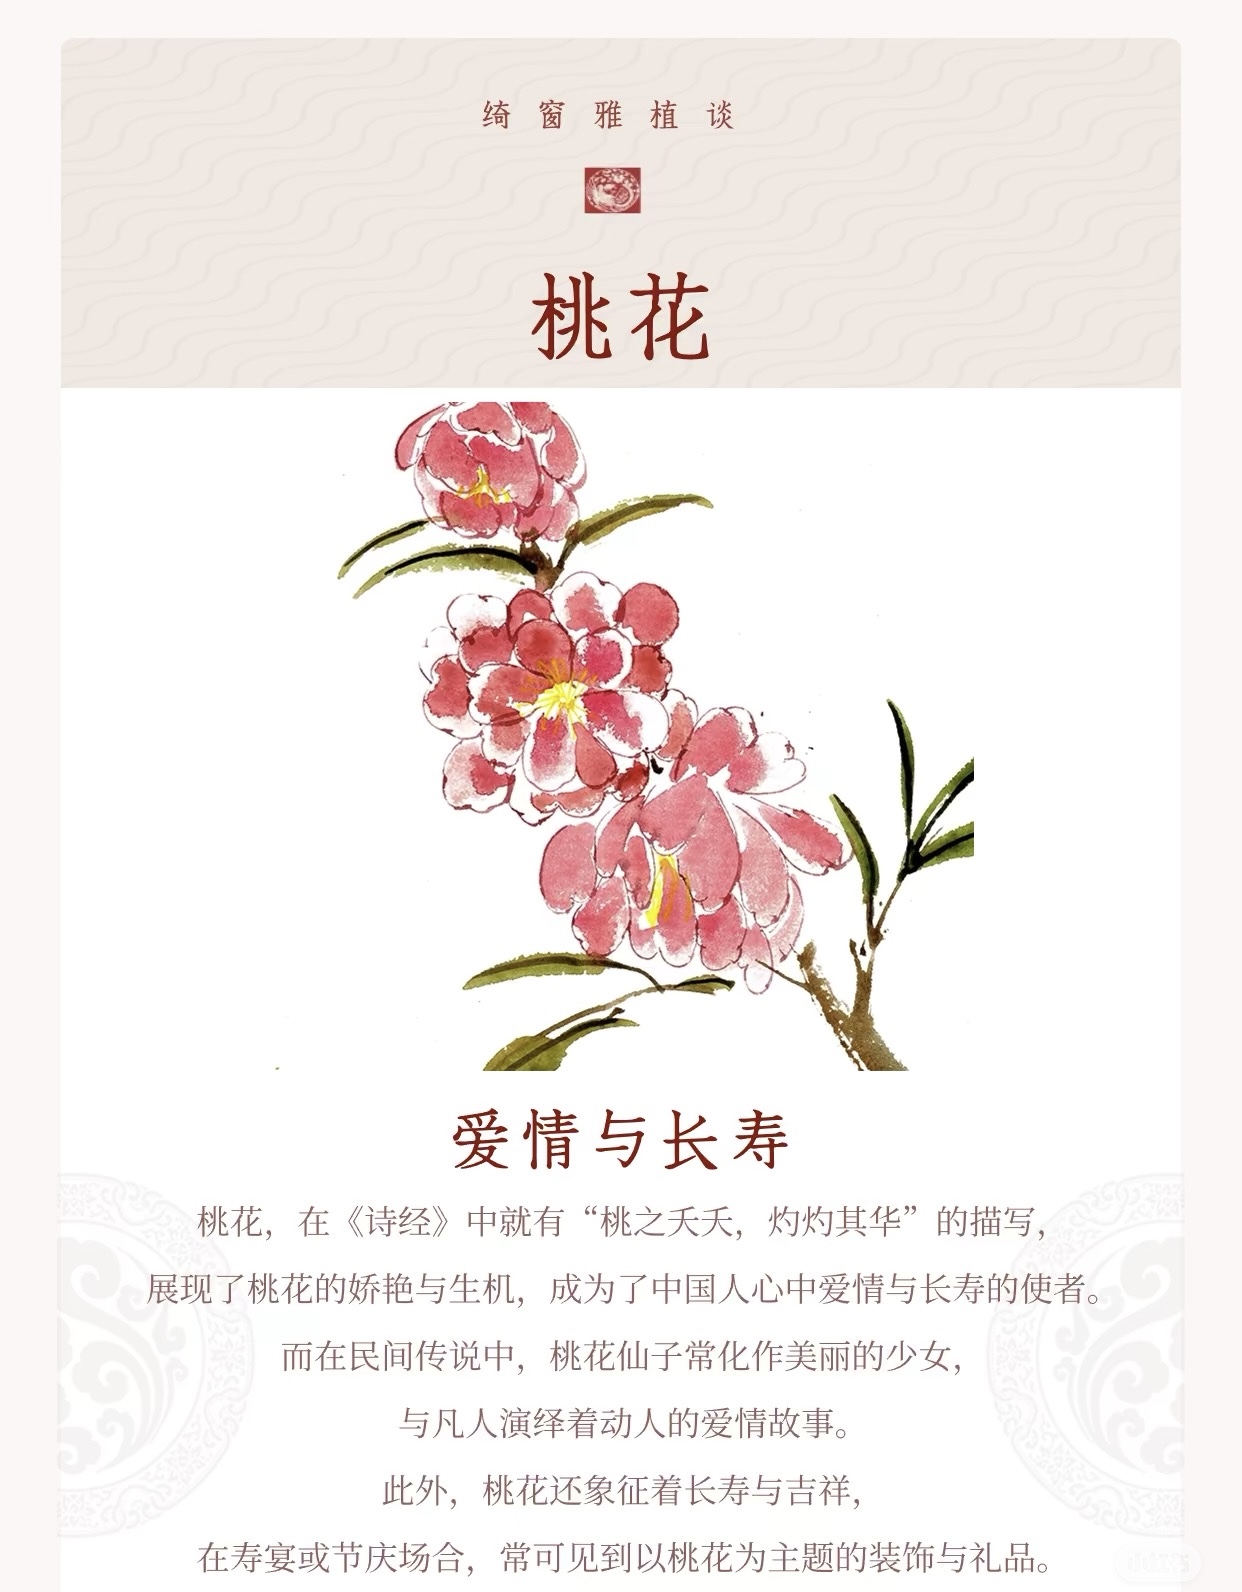 绮窗雅植谈
桃花
爱情与长寿
桃花，在《诗经》中就有“桃之夭夭，灼灼其华”的描写，
展现了桃花的娇艳与生机，成为了中国人心中爱情与长寿的使者。
而在民间传说中，桃花仙子常化作美丽的少女，
与凡人演绎着动人的爱情故事。
此外，桃花还象征着长寿与吉祥，
在寿宴或节庆场合，常可见到以桃花为主题的装饰与礼品。